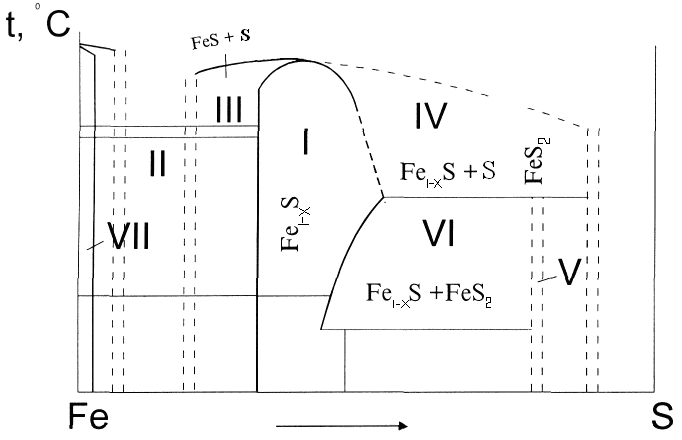 t, °C
FeS + S
III
IV
I
II
Fe₁₋ₓS + S
FeS₂
Fe₁₋ₓS
VII
VI
V
Fe₁₋ₓS + FeS₂
Fe
S